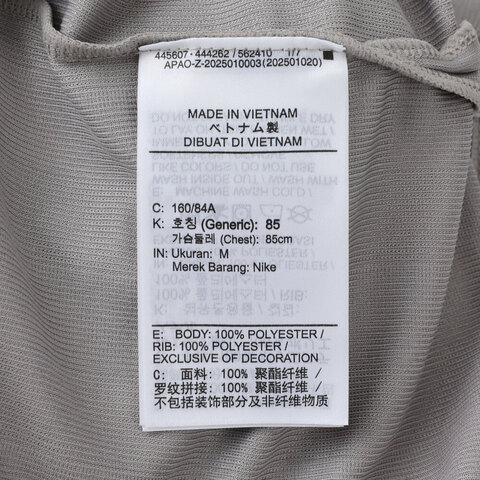 445607 · 444262 / 562410 1/7
APAO-Z-2025010003(202501020)
MADE IN VIETNAM
ベトナム製
DIBUAT DI VIETNAM
C: 160/84A
K: 호칭 (Generic): 85
가슴둘레 (Chest): 85cm
IN: Ukuran: M
Merek Barang: Nike
E: BODY: 100% POLYESTER /
RIB: 100% POLYESTER /
EXCLUSIVE OF DECORATION
C: 面料: 100% 聚酯纤维 /
罗纹拼接: 100% 聚酯纤维 /
不包括装饰部分及非纤维物质